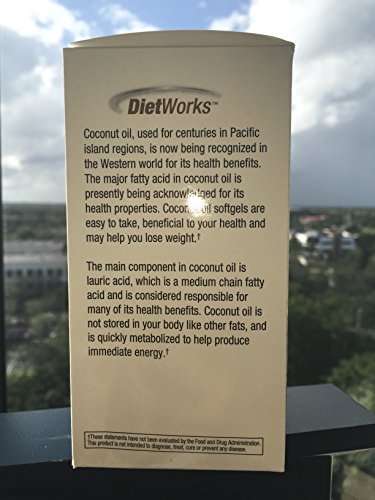 DietWorks™
Coconut oil, used for centuries in Pacific
island regions, is now being recognized in
the Western world for its health benefits.
The major fatty acid in coconut oil is
presently being acknowledged for its
health properties. Coconut oil softgels are
easy to take, beneficial to your health and
may help you lose weight.†
The main component in coconut oil is
lauric acid, which is a medium chain fatty
acid and is considered responsible for
many of its health benefits. Coconut oil is
not stored in your body like other fats, and
is quickly metabolized to help produce
immediate energy.†
†These statements have not been evaluated by the Food and Drug Administration.
This product is not intended to diagnose, treat, cure or prevent any disease.